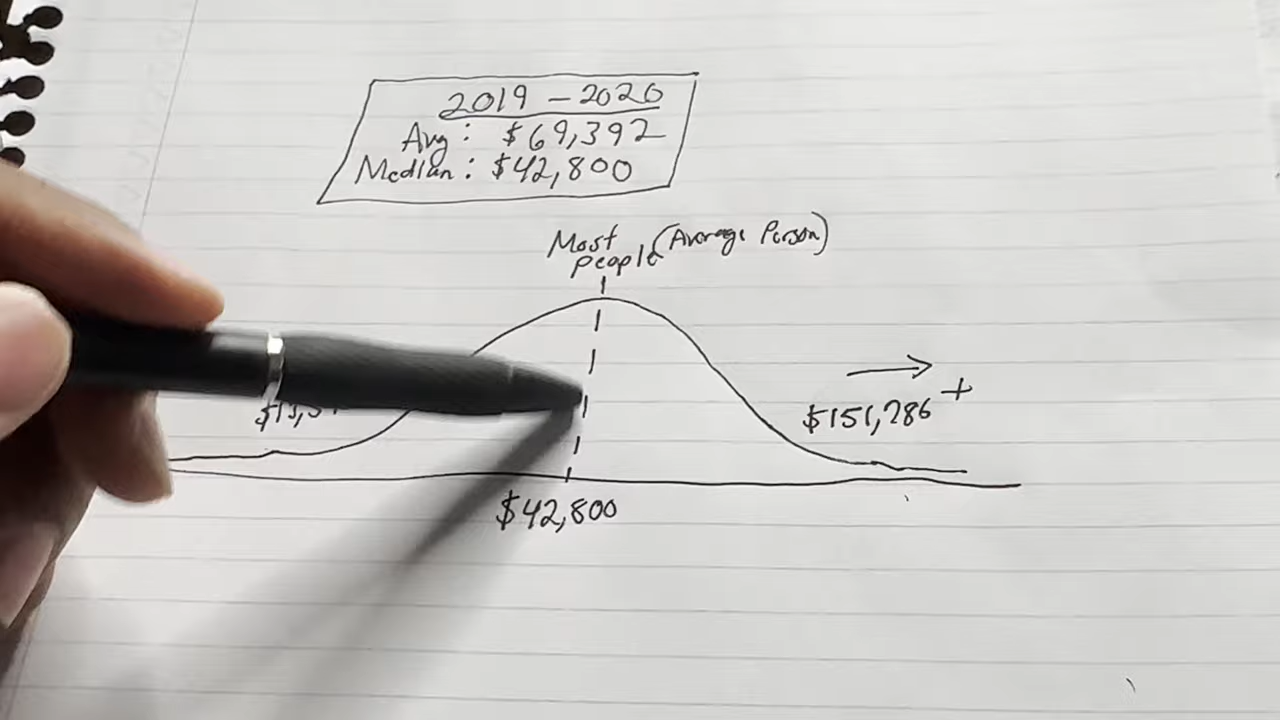 2019 - 2020
Avg: $69,392
Median: $42,800
Most people (Average Person)
$151,286+
$42,800